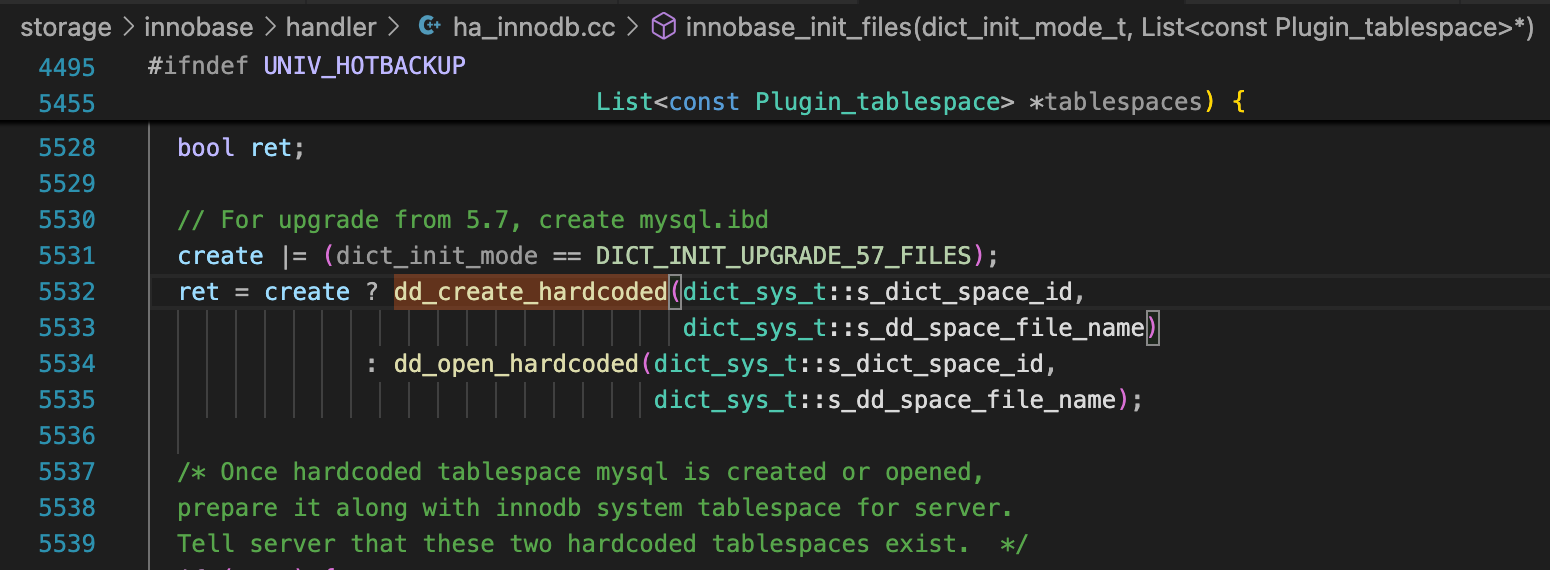 storage > innobase > handler > ha_innodb.cc > innobase_init_files(dict_init_mode_t, List<const Plugin_tablespace>*)
4495 #ifndef UNIV_HOTBACKUP
5455 List<const Plugin_tablespace> *tablespaces) {
5528 bool ret;
5529
5530 // For upgrade from 5.7, create mysql.ibd
5531 create |= (dict_init_mode == DICT_INIT_UPGRADE_57_FILES);
5532 ret = create ? dd_create_hardcoded(dict_sys_t::s_dict_space_id,
5533 dict_sys_t::s_dd_space_file_name)
5534 : dd_open_hardcoded(dict_sys_t::s_dict_space_id,
5535 dict_sys_t::s_dd_space_file_name);
5536
5537 /* Once hardcoded tablespace mysql is created or opened,
5538 prepare it along with innodb system tablespace for server.
5539 Tell server that these two hardcoded tablespaces exist.  */